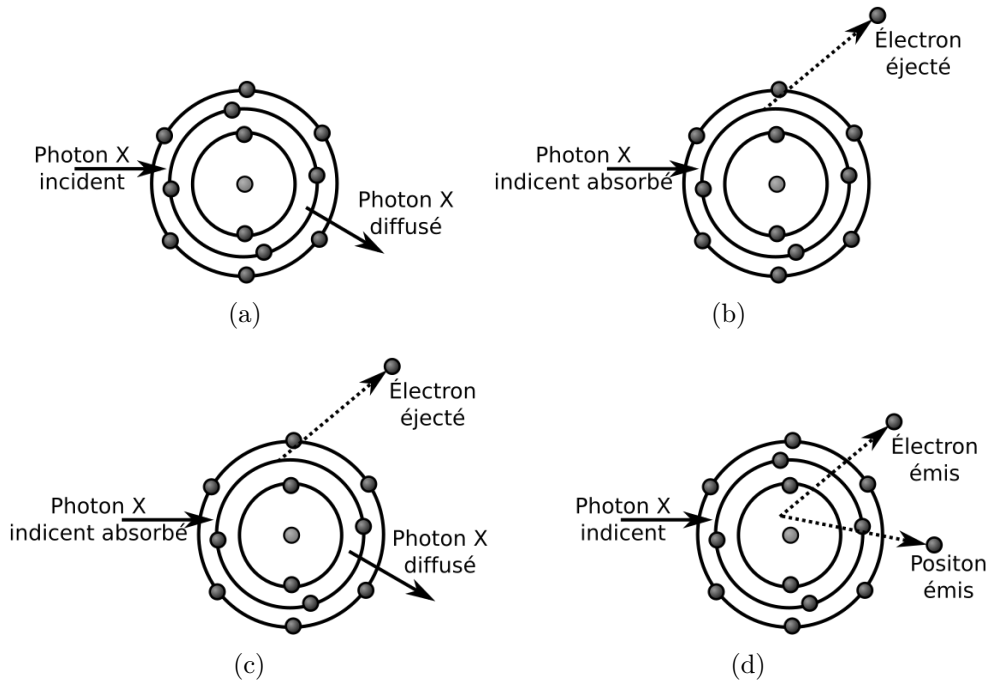 Photon X
incident
Photon X
diffusé
(a)
Électron
éjecté
Photon X
indicent absorbé
(b)
Électron
éjecté
Photon X
indicent absorbé
Photon X
diffusé
(c)
Électron
émis
Photon X
indicent
Positon
émis
(d)